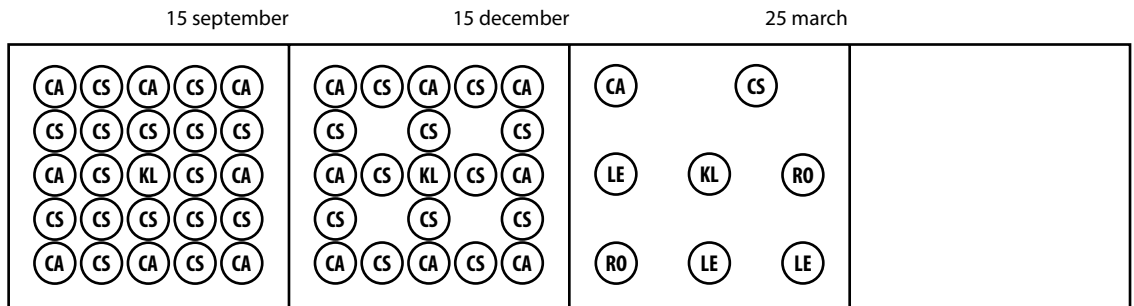 15 september 15 december 25 march
CA CS CA CS CA CA CS CA CS CA CA CS
CS CS CS CS CS CS CS CS
CA CS KL CS CA CA CS KL CS CA LE KL RO
CS CS CS CS CS CS CS CS
CA CS CA CS CA CA CS CA CS CA RO LE LE